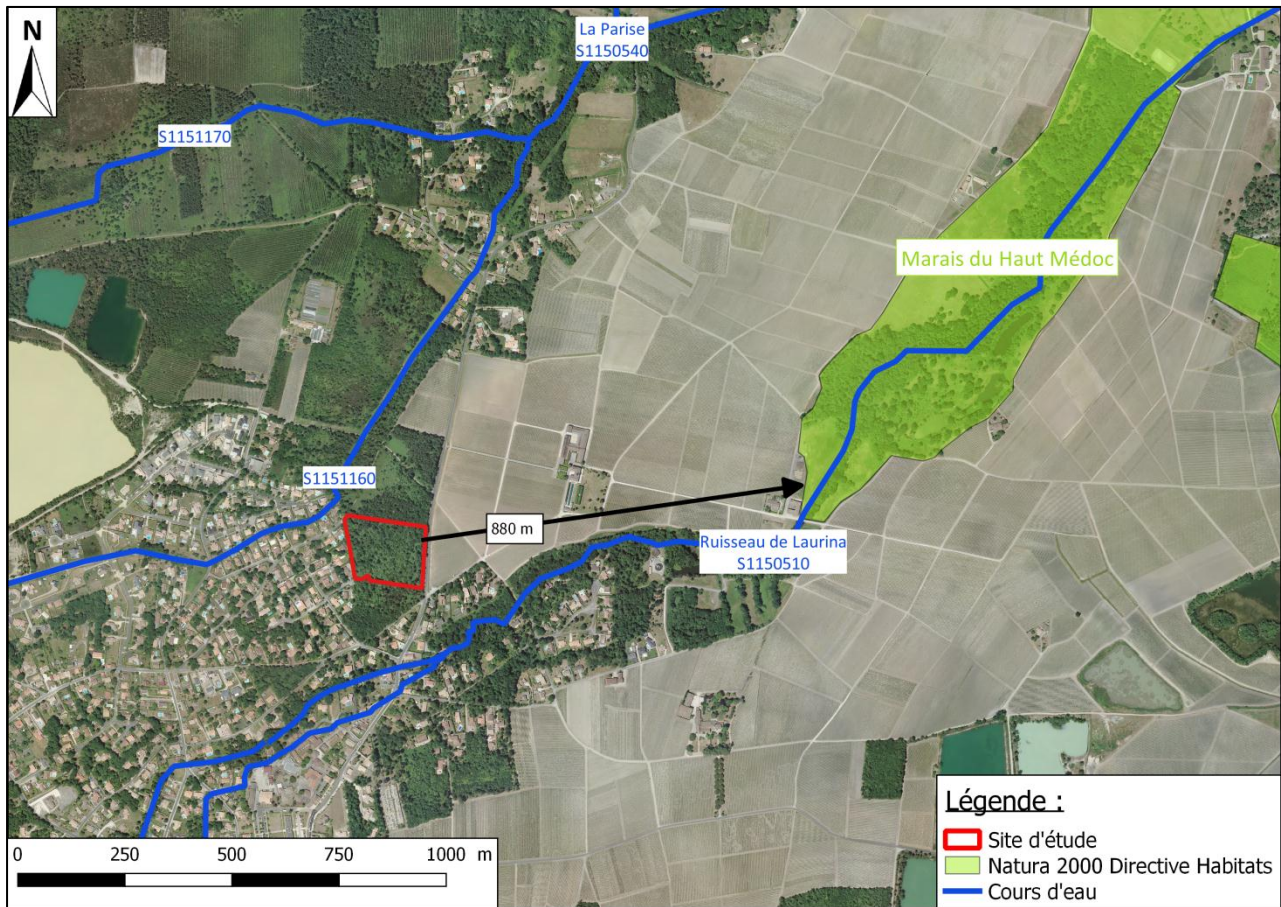 N
La Parise
S1150540
S1151170
Marais du Haut Médoc
S1151160
880 m
Ruisseau de Laurina
S1150510
0 250 500 750 1000 m
Légende :
Site d'étude
Natura 2000 Directive Habitats
Cours d'eau